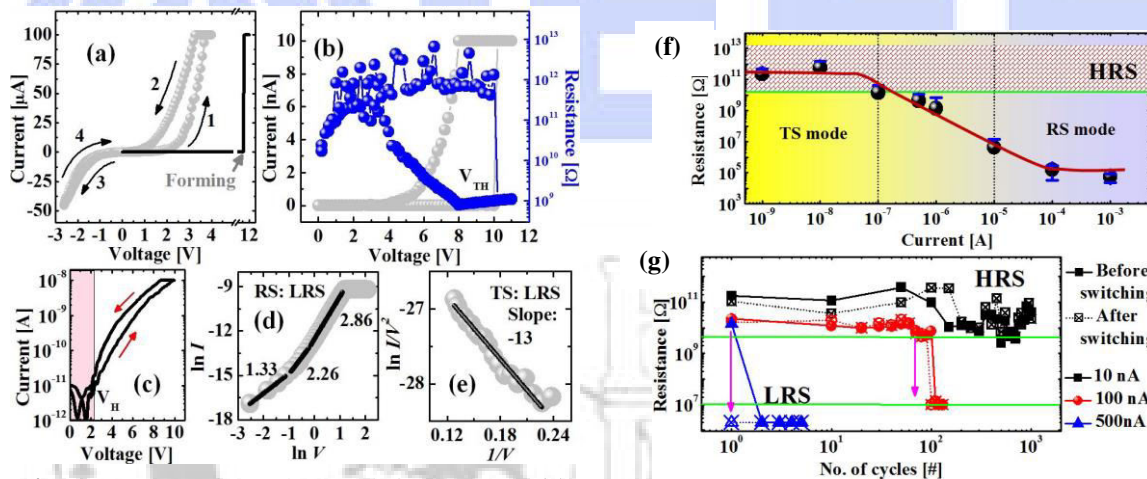 (a)
Current [µA]
100
75
50
25
0
-25
-50
1
2
3
4
Forming
-3 -2 -1 0 1 2 3 4 5 12
Voltage [V]
(b)
Current [nA]
10
8
6
4
2
0
V_TH
0 2 4 6 8 10
Voltage [V]
10^13
10^12
10^11
10^10
10^9
Resistance [Ω]
(c)
Current [A]
10^-8
10^-9
10^-10
10^-11
10^-12
V_H
0 2 4 6 8 10
Voltage [V]
(d)
RS: LRS
ln I
-9
-12
-15
-18
2.86
1.33
2.26
-3 -2 -1 0 1 2
ln V
(e)
TS: LRS
Slope:
-13
ln I/V^2
-27
-28
0.12 0.18 0.24
1/V
(f)
Resistance [Ω]
10^13
10^11
10^9
10^7
10^5
10^3
HRS
TS mode
RS mode
10^-9 10^-8 10^-7 10^-6 10^-5 10^-4 10^-3
Current [A]
(g)
Resistance [Ω]
10^11
10^9
10^7
HRS
LRS
10^0 10^1 10^2 10^3
No. of cycles [#]
Before
switching
After
switching
10 nA
100 nA
500nA